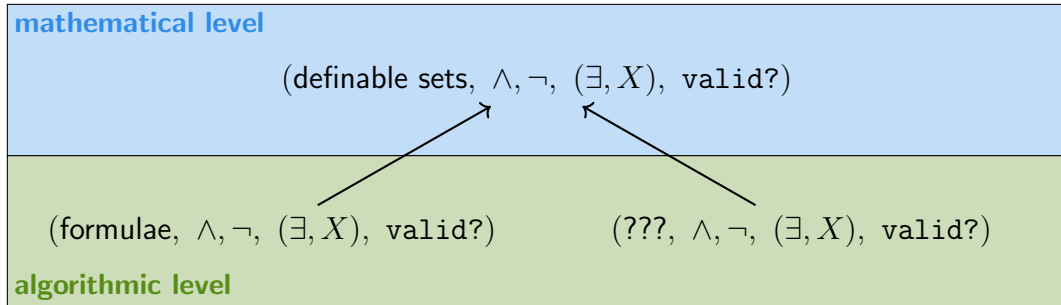 mathematical level
(definable sets, ∧, ¬, (∃, X), valid?)
(formulae, ∧, ¬, (∃, X), valid?)
(???, ∧, ¬, (∃, X), valid?)
algorithmic level